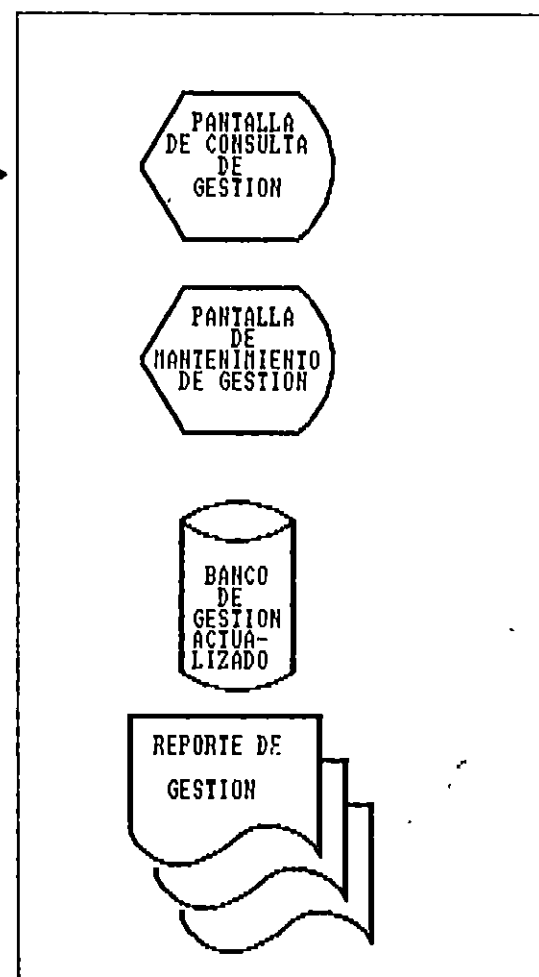 PANTALLA
DE CONSULTA
DE
GESTION
PANTALLA
DE
MANTENIMIENTO
DE GESTION
BANCO
DE
GESTION
ACTUA-
LIZADO
REPORTE DE
GESTION